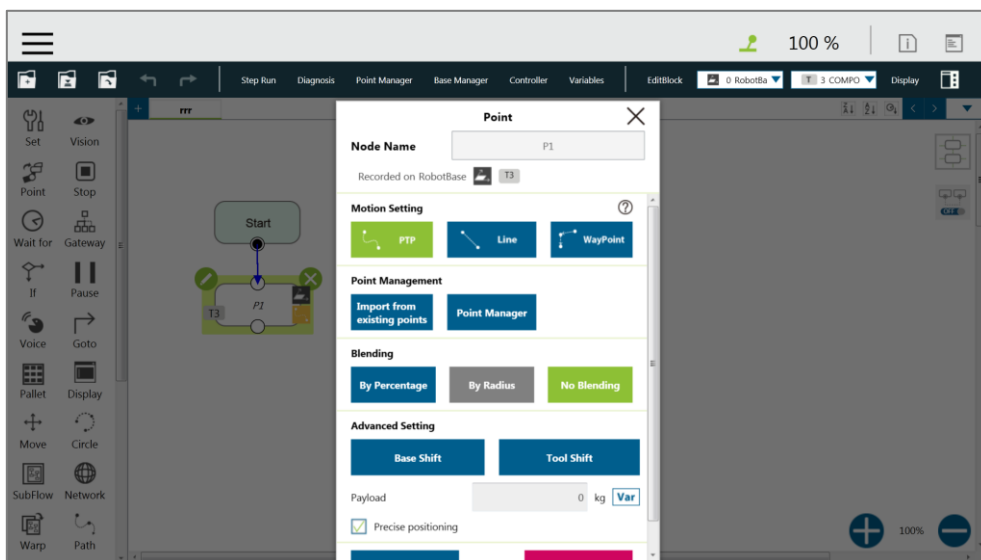 100 %
Step Run
Diagnosis
Point Manager
Base Manager
Controller
Variables
EditBlock
0 RobotBa
T 3 COMPO
Display
+
rrr
Set
Vision
Point
Stop
Wait for
Gateway
If
Pause
Voice
Goto
Pallet
Display
Move
Circle
SubFlow
Network
Warp
Path
Start
T3
P1
Point
Node Name
P1
Recorded on RobotBase
T3
Motion Setting
PTP
Line
WayPoint
Point Management
Import from
existing points
Point Manager
Blending
By Percentage
By Radius
No Blending
Advanced Setting
Base Shift
Tool Shift
Payload
0 kg
Var
Precise positioning
OFF
100%